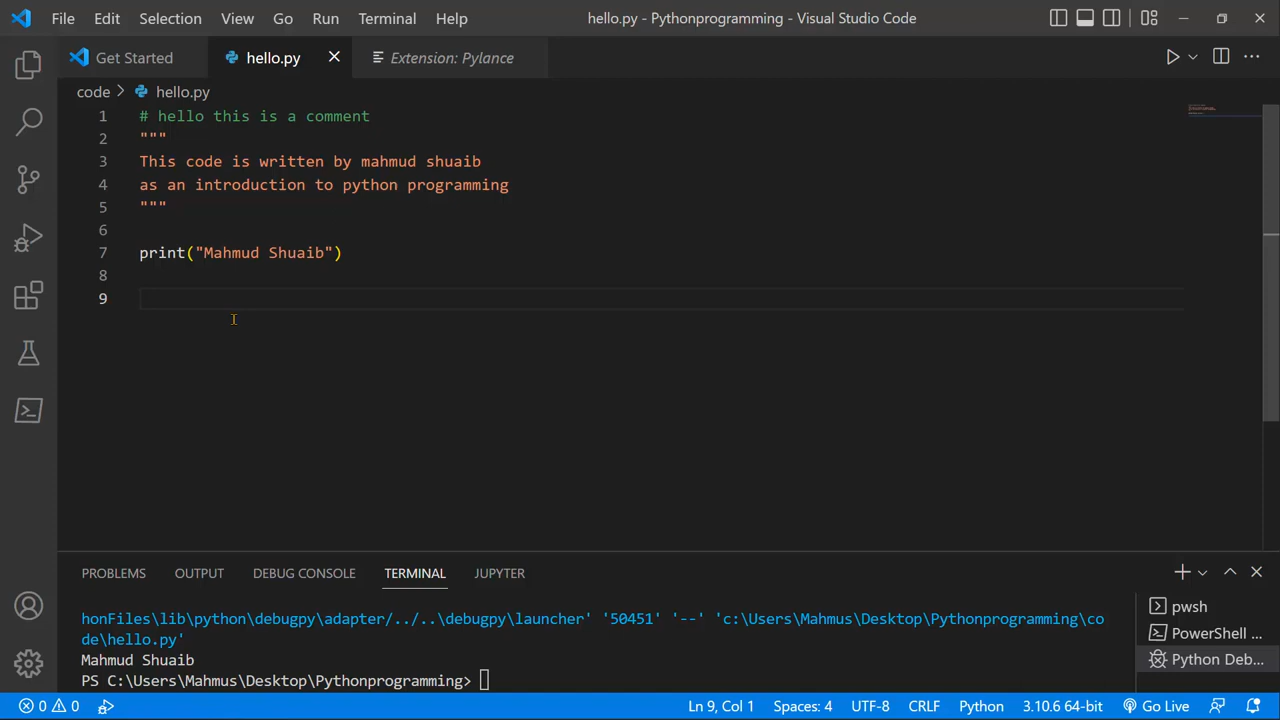 File Edit Selection View Go Run Terminal Help hello.py - Pythonprogramming - Visual Studio Code
Get Started hello.py Extension: Pylance
code hello.py
1 # hello this is a comment
2 """
3 This code is written by mahmud shuaib
4 as an introduction to python programming
5 """
6
7 print("Mahmud Shuaib")
8
9
PROBLEMS OUTPUT DEBUG CONSOLE TERMINAL JUPYTER
honFiles\lib\python\debugpy\adapter/../..\debugpy\launcher' '50451' '--' 'c:\Users\Mahmus\Desktop\Pythonprogramming\co
de\hello.py'
Mahmud Shuaib
PS C:\Users\Mahmus\Desktop\Pythonprogramming>
pwsh
PowerShell ...
Python Deb...
0 0 Ln 9, Col 1 Spaces: 4 UTF-8 CRLF Python 3.10.6 64-bit Go Live